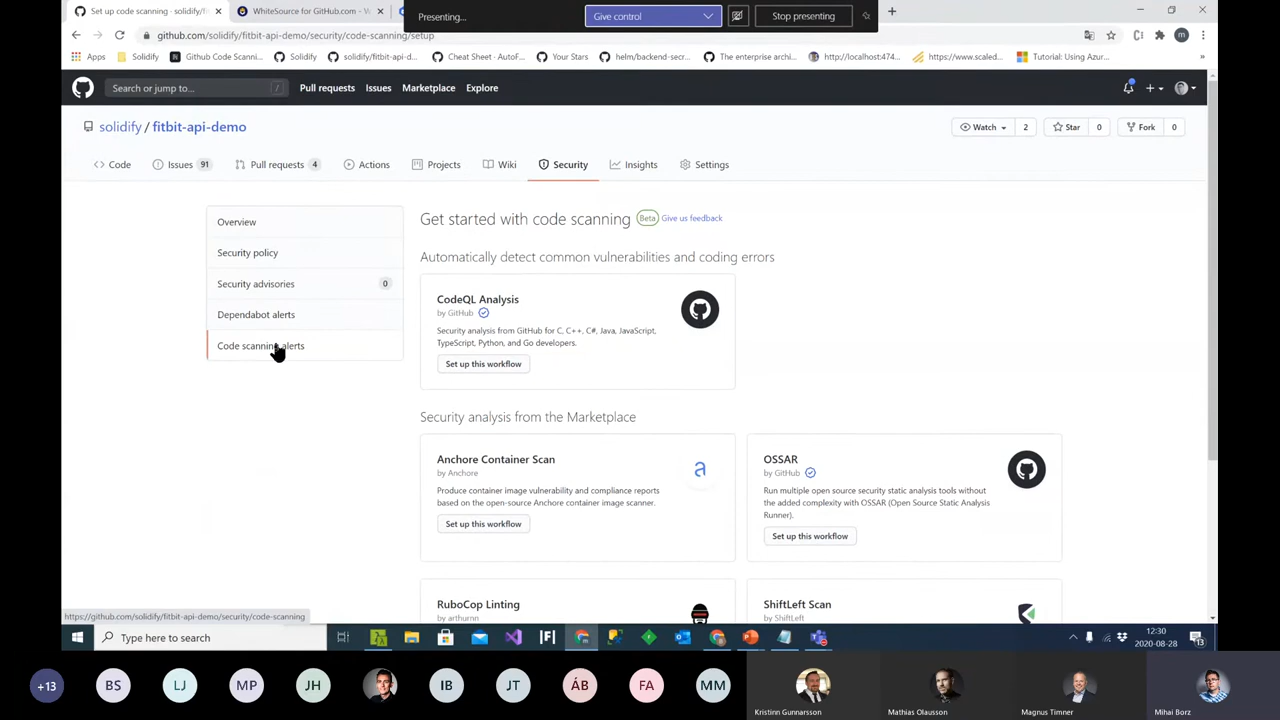 Set up code scanning · solidify/fi
WhiteSource for GitHub.com - V
Presenting...
Give control
Stop presenting
github.com/solidify/fitbit-api-demo/security/code-scanning/setup
Apps
Solidify
Github Code Scanni...
Solidify
solidify/fitbit-api-d...
Cheat Sheet - AutoF...
Your Stars
helm/backend-secr...
The enterprise archi...
http://localhost:474...
https://www.scaled...
Tutorial: Using Azur...
Search or jump to...
/
Pull requests
Issues
Marketplace
Explore
solidify / fitbit-api-demo
Watch
2
Star
0
Fork
0
Code
Issues 91
Pull requests 4
Actions
Projects
Wiki
Security
Insights
Settings
Overview
Security policy
Security advisories 0
Dependabot alerts
Code scanning alerts
Get started with code scanning Beta Give us feedback
Automatically detect common vulnerabilities and coding errors
CodeQL Analysis
by GitHub
Security analysis from GitHub for C, C++, C#, Java, JavaScript,
TypeScript, Python, and Go developers.
Set up this workflow
Security analysis from the Marketplace
Anchore Container Scan
by Anchore
Produce container image vulnerability and compliance reports
based on the open-source Anchore container image scanner.
Set up this workflow
a
OSSAR
by GitHub
Run multiple open source security static analysis tools without
the added complexity with OSSAR (Open Source Static Analysis
Runner).
Set up this workflow
RuboCop Linting
by arthurnn
ShiftLeft Scan
by ShiftLeft
https://github.com/solidify/fitbit-api-demo/security/code-scanning
Type here to search
12:30
2020-08-28
13
+13
BS
LJ
MP
JH
IB
JT
ÁB
FA
MM
Kristinn Gunnarsson
Mathias Olausson
Magnus Timner
Mihai Borz